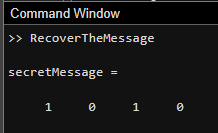 Command Window
>> RecoverTheMessage
secretMessage =
1 0 1 0